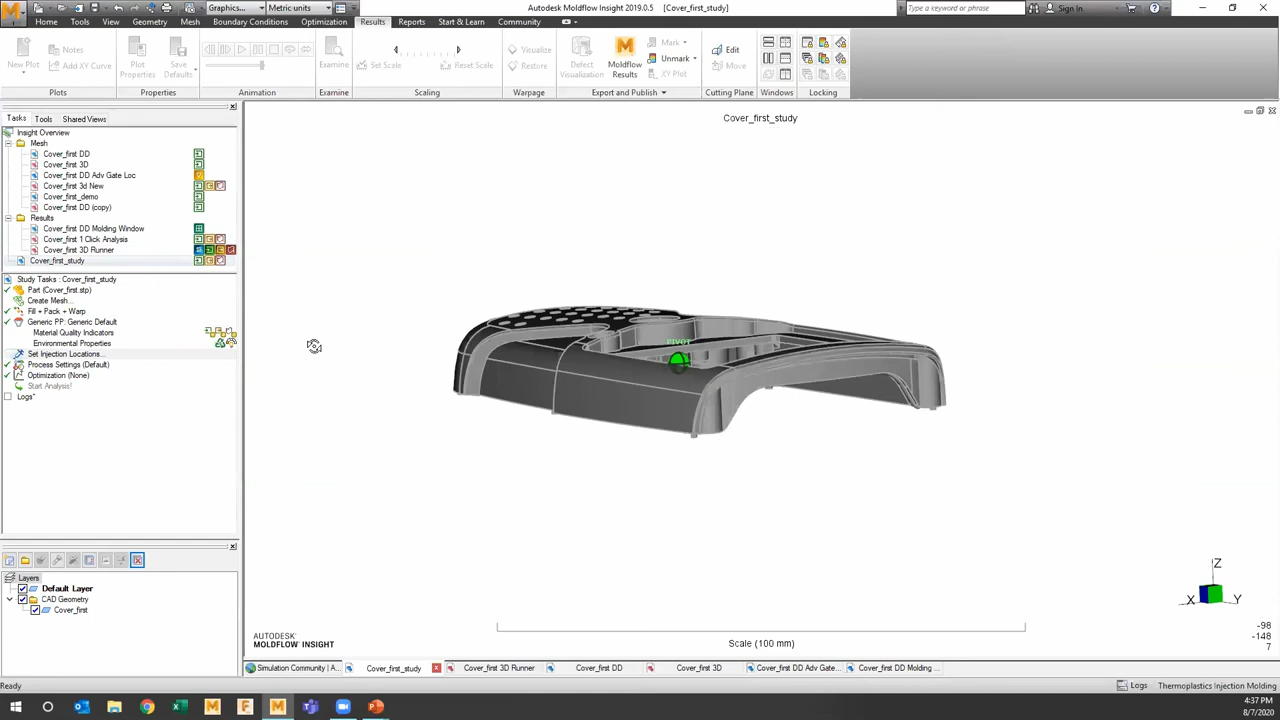 Graphics...
Metric units
Autodesk Moldflow Insight 2019.0.5 [Cover_first_study]
Type a keyword or phrase
Sign In
Home Tools View Geometry Mesh Boundary Conditions Optimization Results Reports Start & Learn Community
New Plot
Notes
Add XY Curve
Plots
Plot Properties
Save Defaults
Properties
Animation
Examine
Examine
Set Scale
Reset Scale
Scaling
Visualize
Restore
Warpage
Defect Visualization
Moldflow Results
Mark
Unmark
XY Plot
Export and Publish
Edit
Move
Cutting Plane
Windows
Locking
Tasks Tools Shared Views
Insight Overview
Mesh
Cover_first DD
Cover_first 3D
Cover_first DD Adv Gate Loc
Cover_first 3d New
Cover_first_demo
Cover_first DD (copy)
Results
Cover_first DD Molding Window
Cover_first 1 Click Analysis
Cover_first 3D Runner
Cover_first_study
Study Tasks : Cover_first_study
Part (Cover_first.stp)
Create Mesh...
Fill + Pack + Warp
Generic PP: Generic Default
Material Quality Indicators
Environmental Properties
Set Injection Locations...
Process Settings (Default)
Optimization (None)
Start Analysis!
Logs*
Layers
Default Layer
CAD Geometry
Cover_first
Cover_first_study
PIVOT
AUTODESK
MOLDFLOW INSIGHT
Scale (100 mm)
Z
X
Y
-98
-148
7
Simulation Community | A...
Cover_first_study
Cover_first 3D Runner
Cover_first DD
Cover_first 3D
Cover_first DD Adv Gate...
Cover_first DD Molding ...
Ready
Logs
Thermoplastics Injection Molding
4:37 PM
8/7/2020